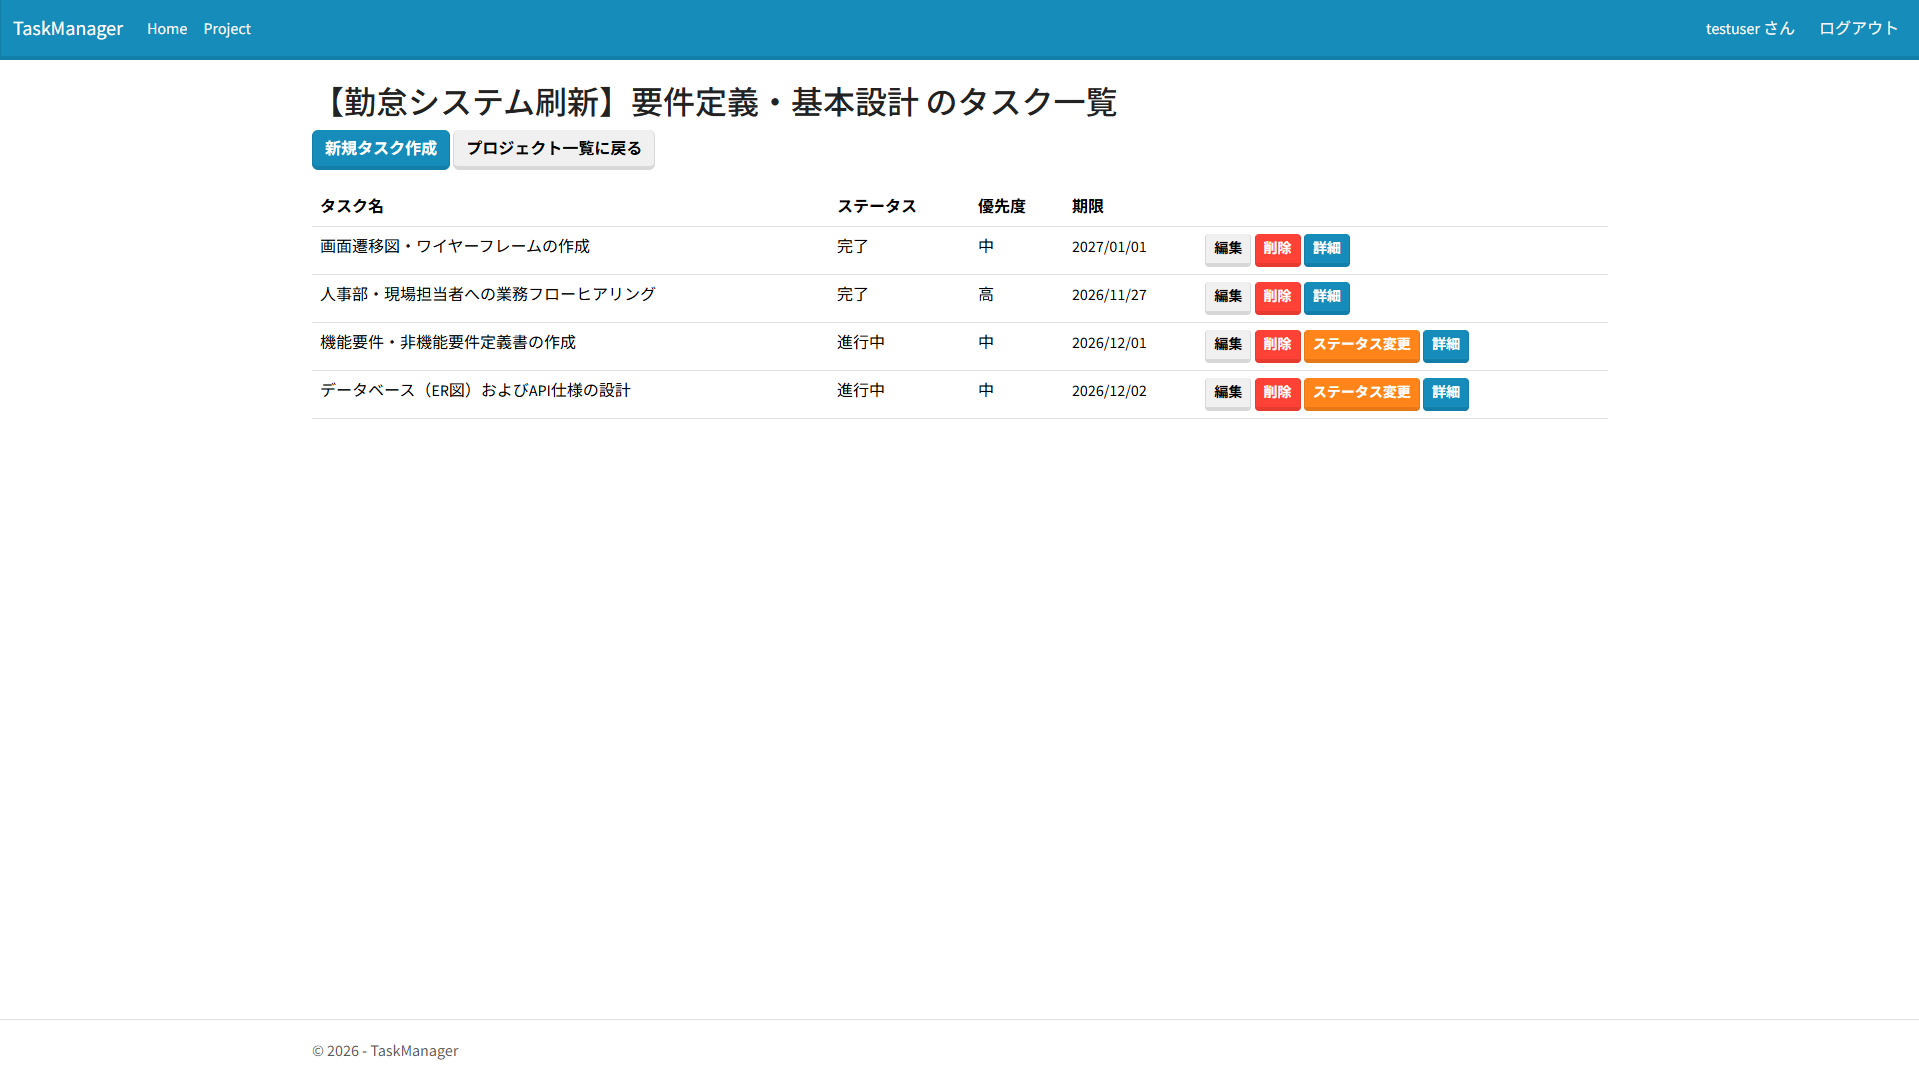 TaskManager Home Project testuser さん ログアウト
【勤怠システム刷新】要件定義・基本設計 のタスク一覧
新規タスク作成 プロジェクト一覧に戻る
タスク名 ステータス 優先度 期限
画面遷移図・ワイヤーフレームの作成 完了 中 2027/01/01 編集 削除 詳細
人事部・現場担当者への業務フローヒアリング 完了 高 2026/11/27 編集 削除 詳細
機能要件・非機能要件定義書の作成 進行中 中 2026/12/01 編集 削除 ステータス変更 詳細
データベース（ER図）およびAPI仕様の設計 進行中 中 2026/12/02 編集 削除 ステータス変更 詳細
© 2026 - TaskManager